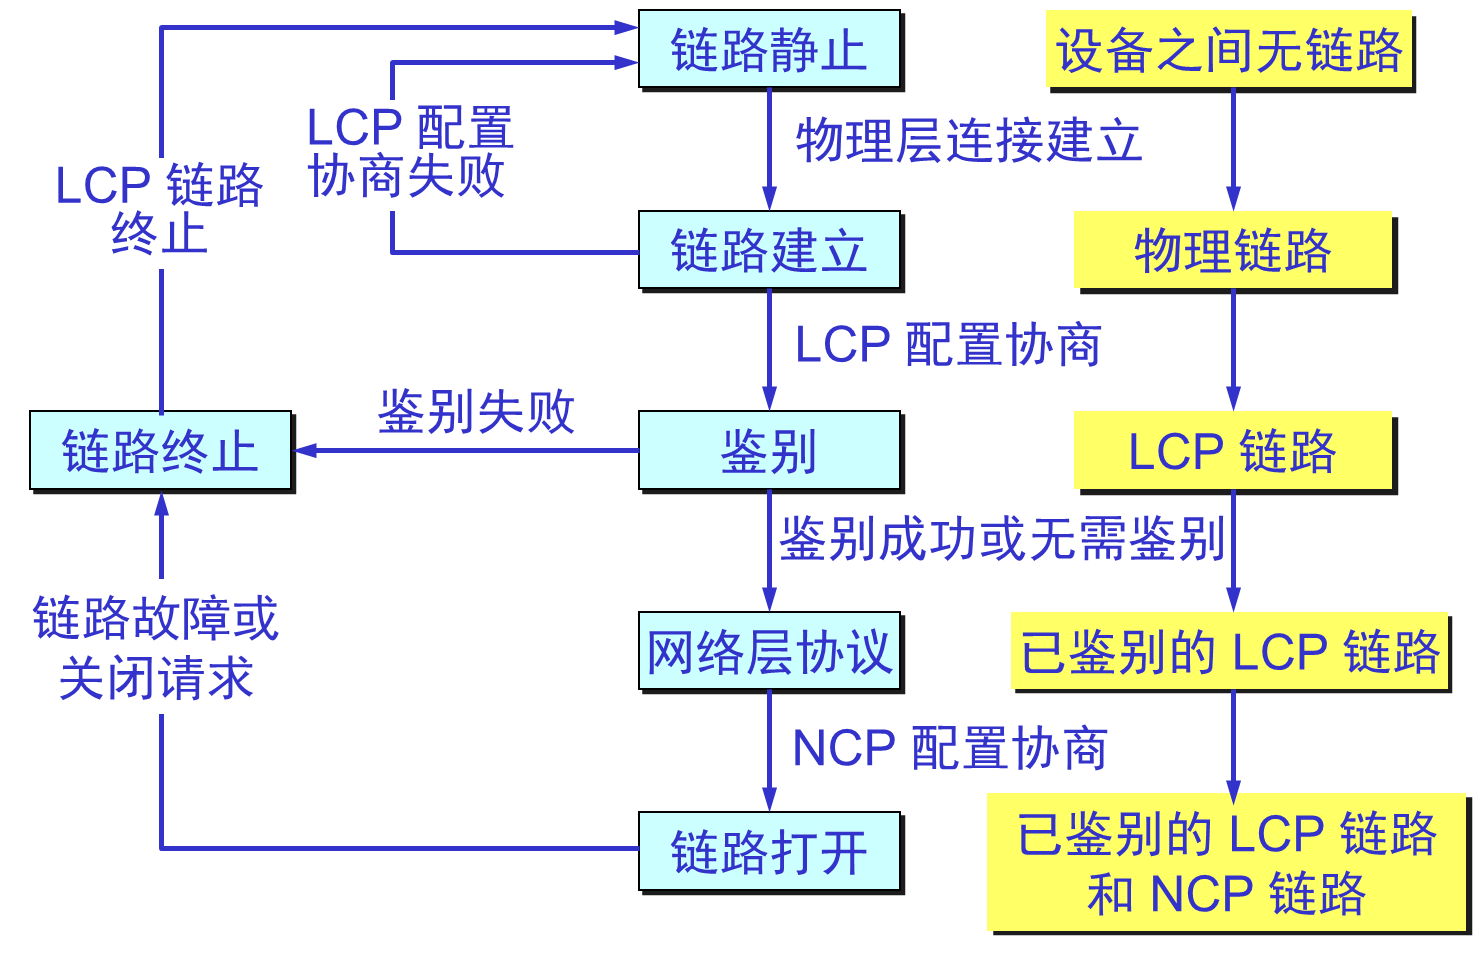 链路静止
设备之间无链路
LCP 配置
协商失败
物理层连接建立
LCP 链路
终止
链路建立
物理链路
LCP 配置协商
鉴别失败
链路终止
鉴别
LCP 链路
鉴别成功或无需鉴别
链路故障或
关闭请求
网络层协议
已鉴别的 LCP 链路
NCP 配置协商
链路打开
已鉴别的 LCP 链路
和 NCP 链路